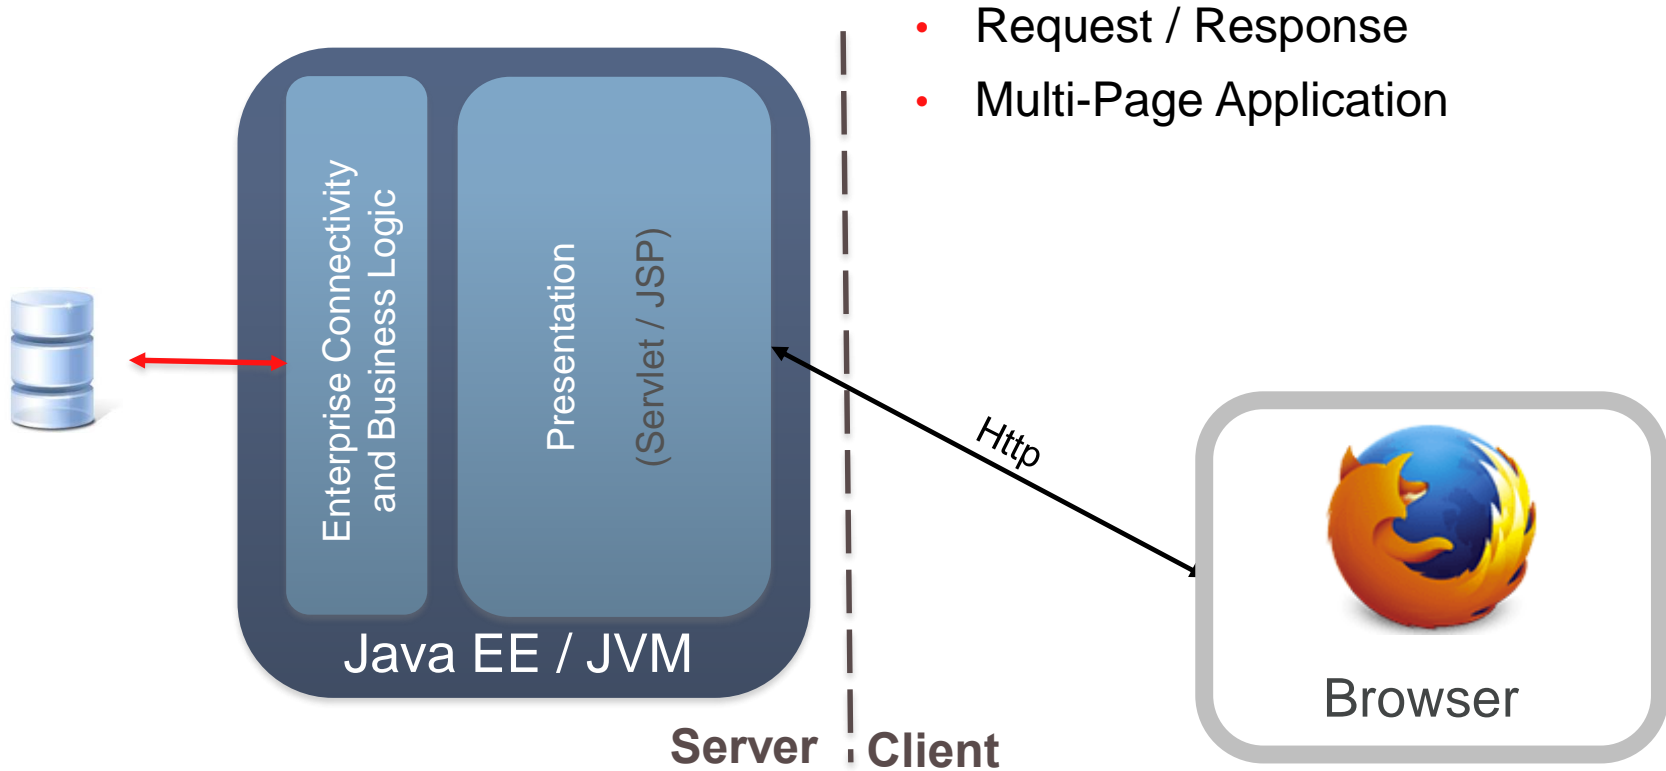 Request / Response
Multi-Page Application
Enterprise Connectivity
and Business Logic
Presentation
(Servlet / JSP)
Java EE / JVM
Http
Browser
Server
Client